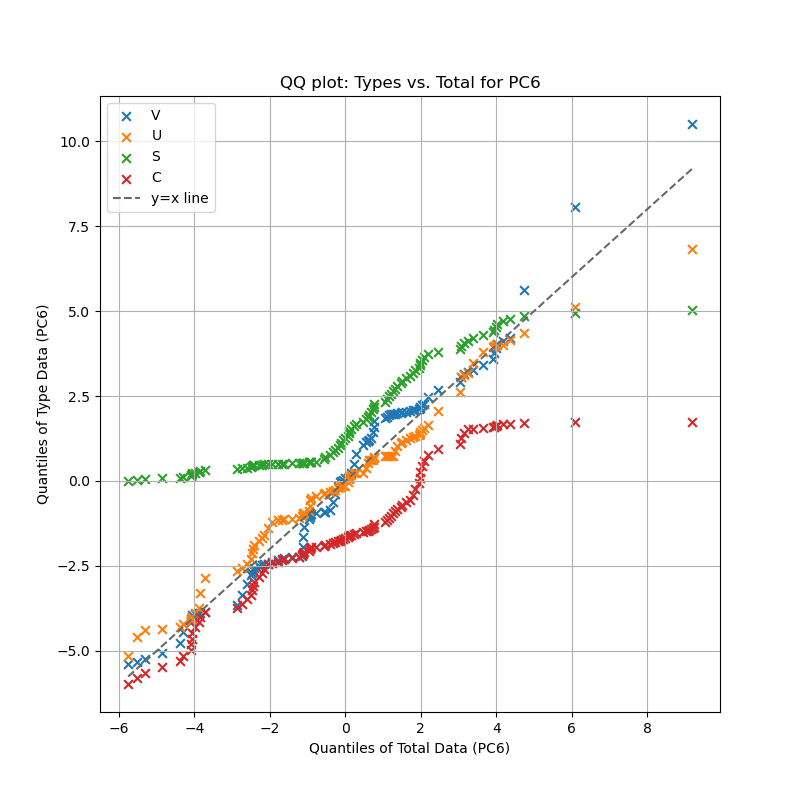 QQ plot: Types vs. Total for PC6
V
U
S
C
y=x line
10.0
7.5
5.0
2.5
0.0
−2.5
−5.0
Quantiles of Type Data (PC6)
−6 −4 −2 0 2 4 6 8
Quantiles of Total Data (PC6)